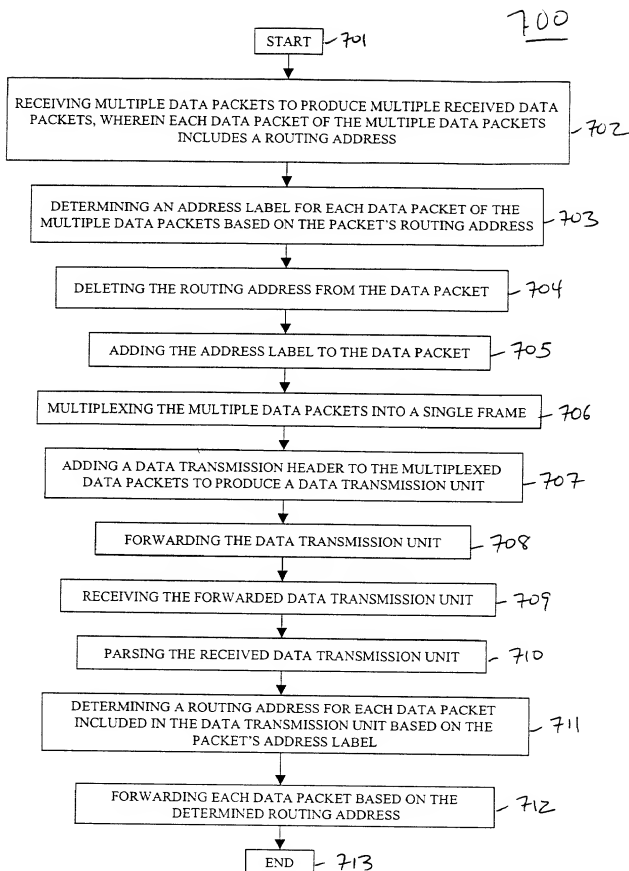 700
START 701
RECEIVING MULTIPLE DATA PACKETS TO PRODUCE MULTIPLE RECEIVED DATA
PACKETS, WHEREIN EACH DATA PACKET OF THE MULTIPLE DATA PACKETS
INCLUDES A ROUTING ADDRESS
702
DETERMINING AN ADDRESS LABEL FOR EACH DATA PACKET OF THE
MULTIPLE DATA PACKETS BASED ON THE PACKET'S ROUTING ADDRESS
703
DELETING THE ROUTING ADDRESS FROM THE DATA PACKET
704
ADDING THE ADDRESS LABEL TO THE DATA PACKET
705
MULTIPLEXING THE MULTIPLE DATA PACKETS INTO A SINGLE FRAME
706
ADDING A DATA TRANSMISSION HEADER TO THE MULTIPLEXED
DATA PACKETS TO PRODUCE A DATA TRANSMISSION UNIT
707
FORWARDING THE DATA TRANSMISSION UNIT
708
RECEIVING THE FORWARDED DATA TRANSMISSION UNIT
709
PARSING THE RECEIVED DATA TRANSMISSION UNIT
710
DETERMINING A ROUTING ADDRESS FOR EACH DATA PACKET
INCLUDED IN THE DATA TRANSMISSION UNIT BASED ON THE
PACKET'S ADDRESS LABEL
711
FORWARDING EACH DATA PACKET BASED ON THE
DETERMINED ROUTING ADDRESS
712
END 713